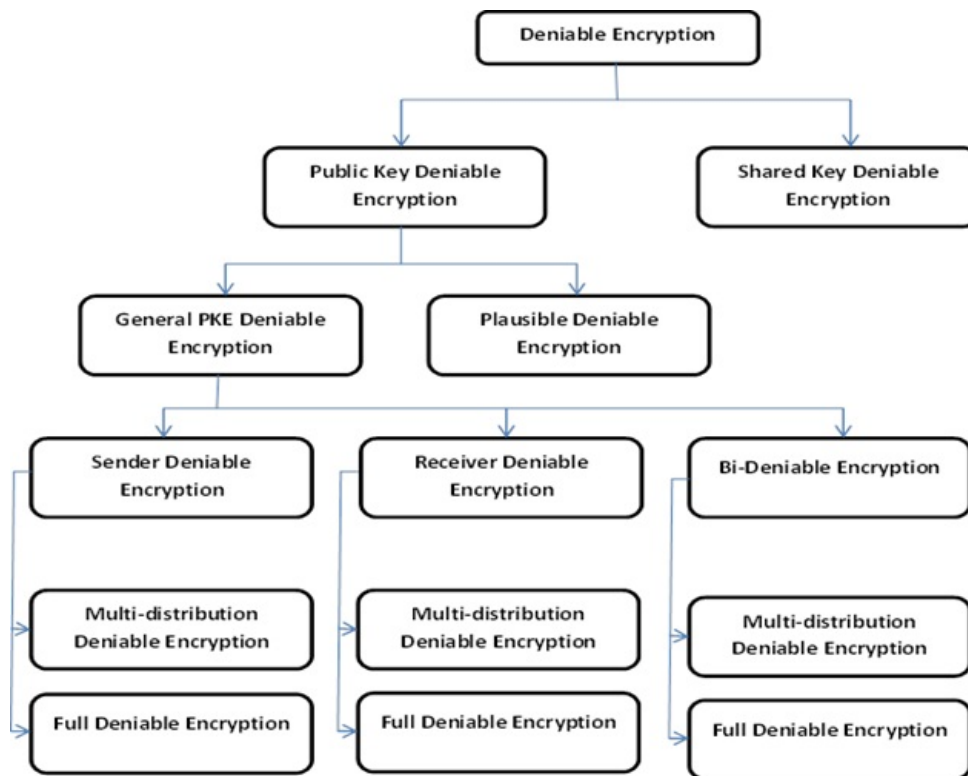 Deniable Encryption
Public Key Deniable
Encryption
Shared Key Deniable
Encryption
General PKE Deniable
Encryption
Plausible Deniable
Encryption
Sender Deniable
Encryption
Receiver Deniable
Encryption
Bi-Deniable Encryption
Multi-distribution
Deniable Encryption
Multi-distribution
Deniable Encryption
Multi-distribution
Deniable Encryption
Full Deniable Encryption
Full Deniable Encryption
Full Deniable Encryption